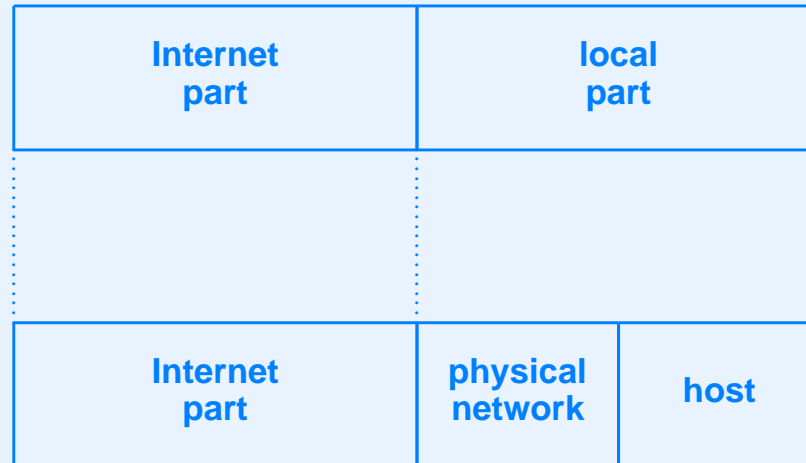 Internet
part
local
part
Internet
part
physical
network
host